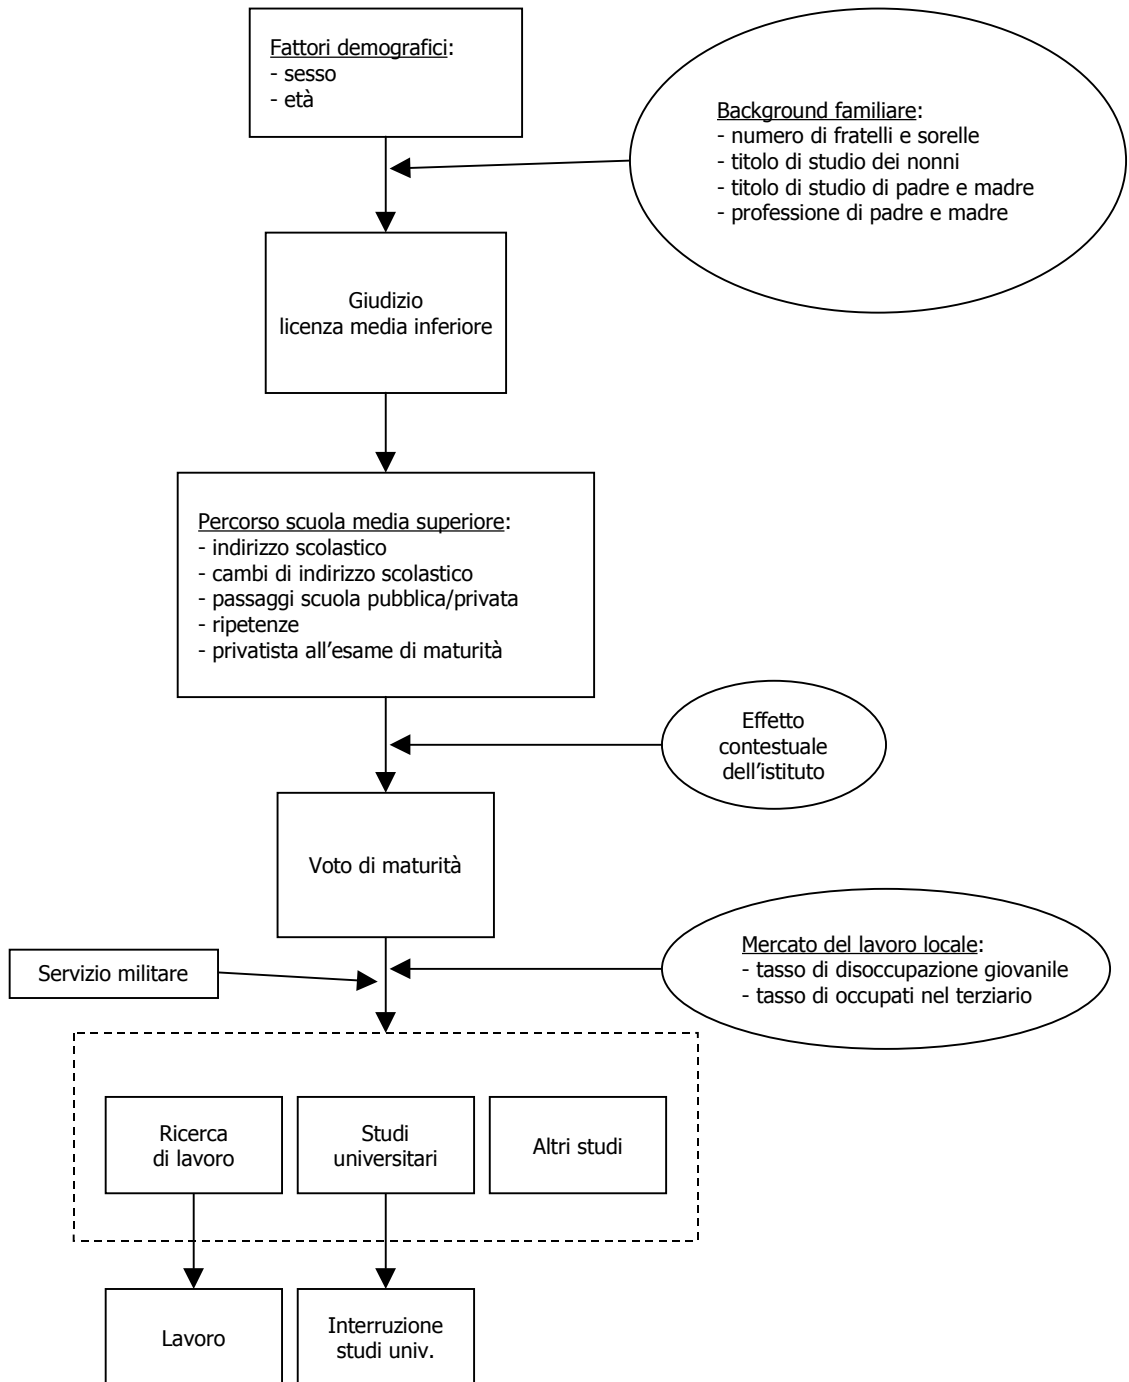 Fattori demografici:
- sesso
- età
Background familiare:
- numero di fratelli e sorelle
- titolo di studio dei nonni
- titolo di studio di padre e madre
- professione di padre e madre
Giudizio
licenza media inferiore
Percorso scuola media superiore:
- indirizzo scolastico
- cambi di indirizzo scolastico
- passaggi scuola pubblica/privata
- ripetenze
- privatista all’esame di maturità
Effetto
contestuale
dell’istituto
Voto di maturità
Servizio militare
Mercato del lavoro locale:
- tasso di disoccupazione giovanile
- tasso di occupati nel terziario
Ricerca
di lavoro
Studi
universitari
Altri studi
Lavoro
Interruzione
studi univ.